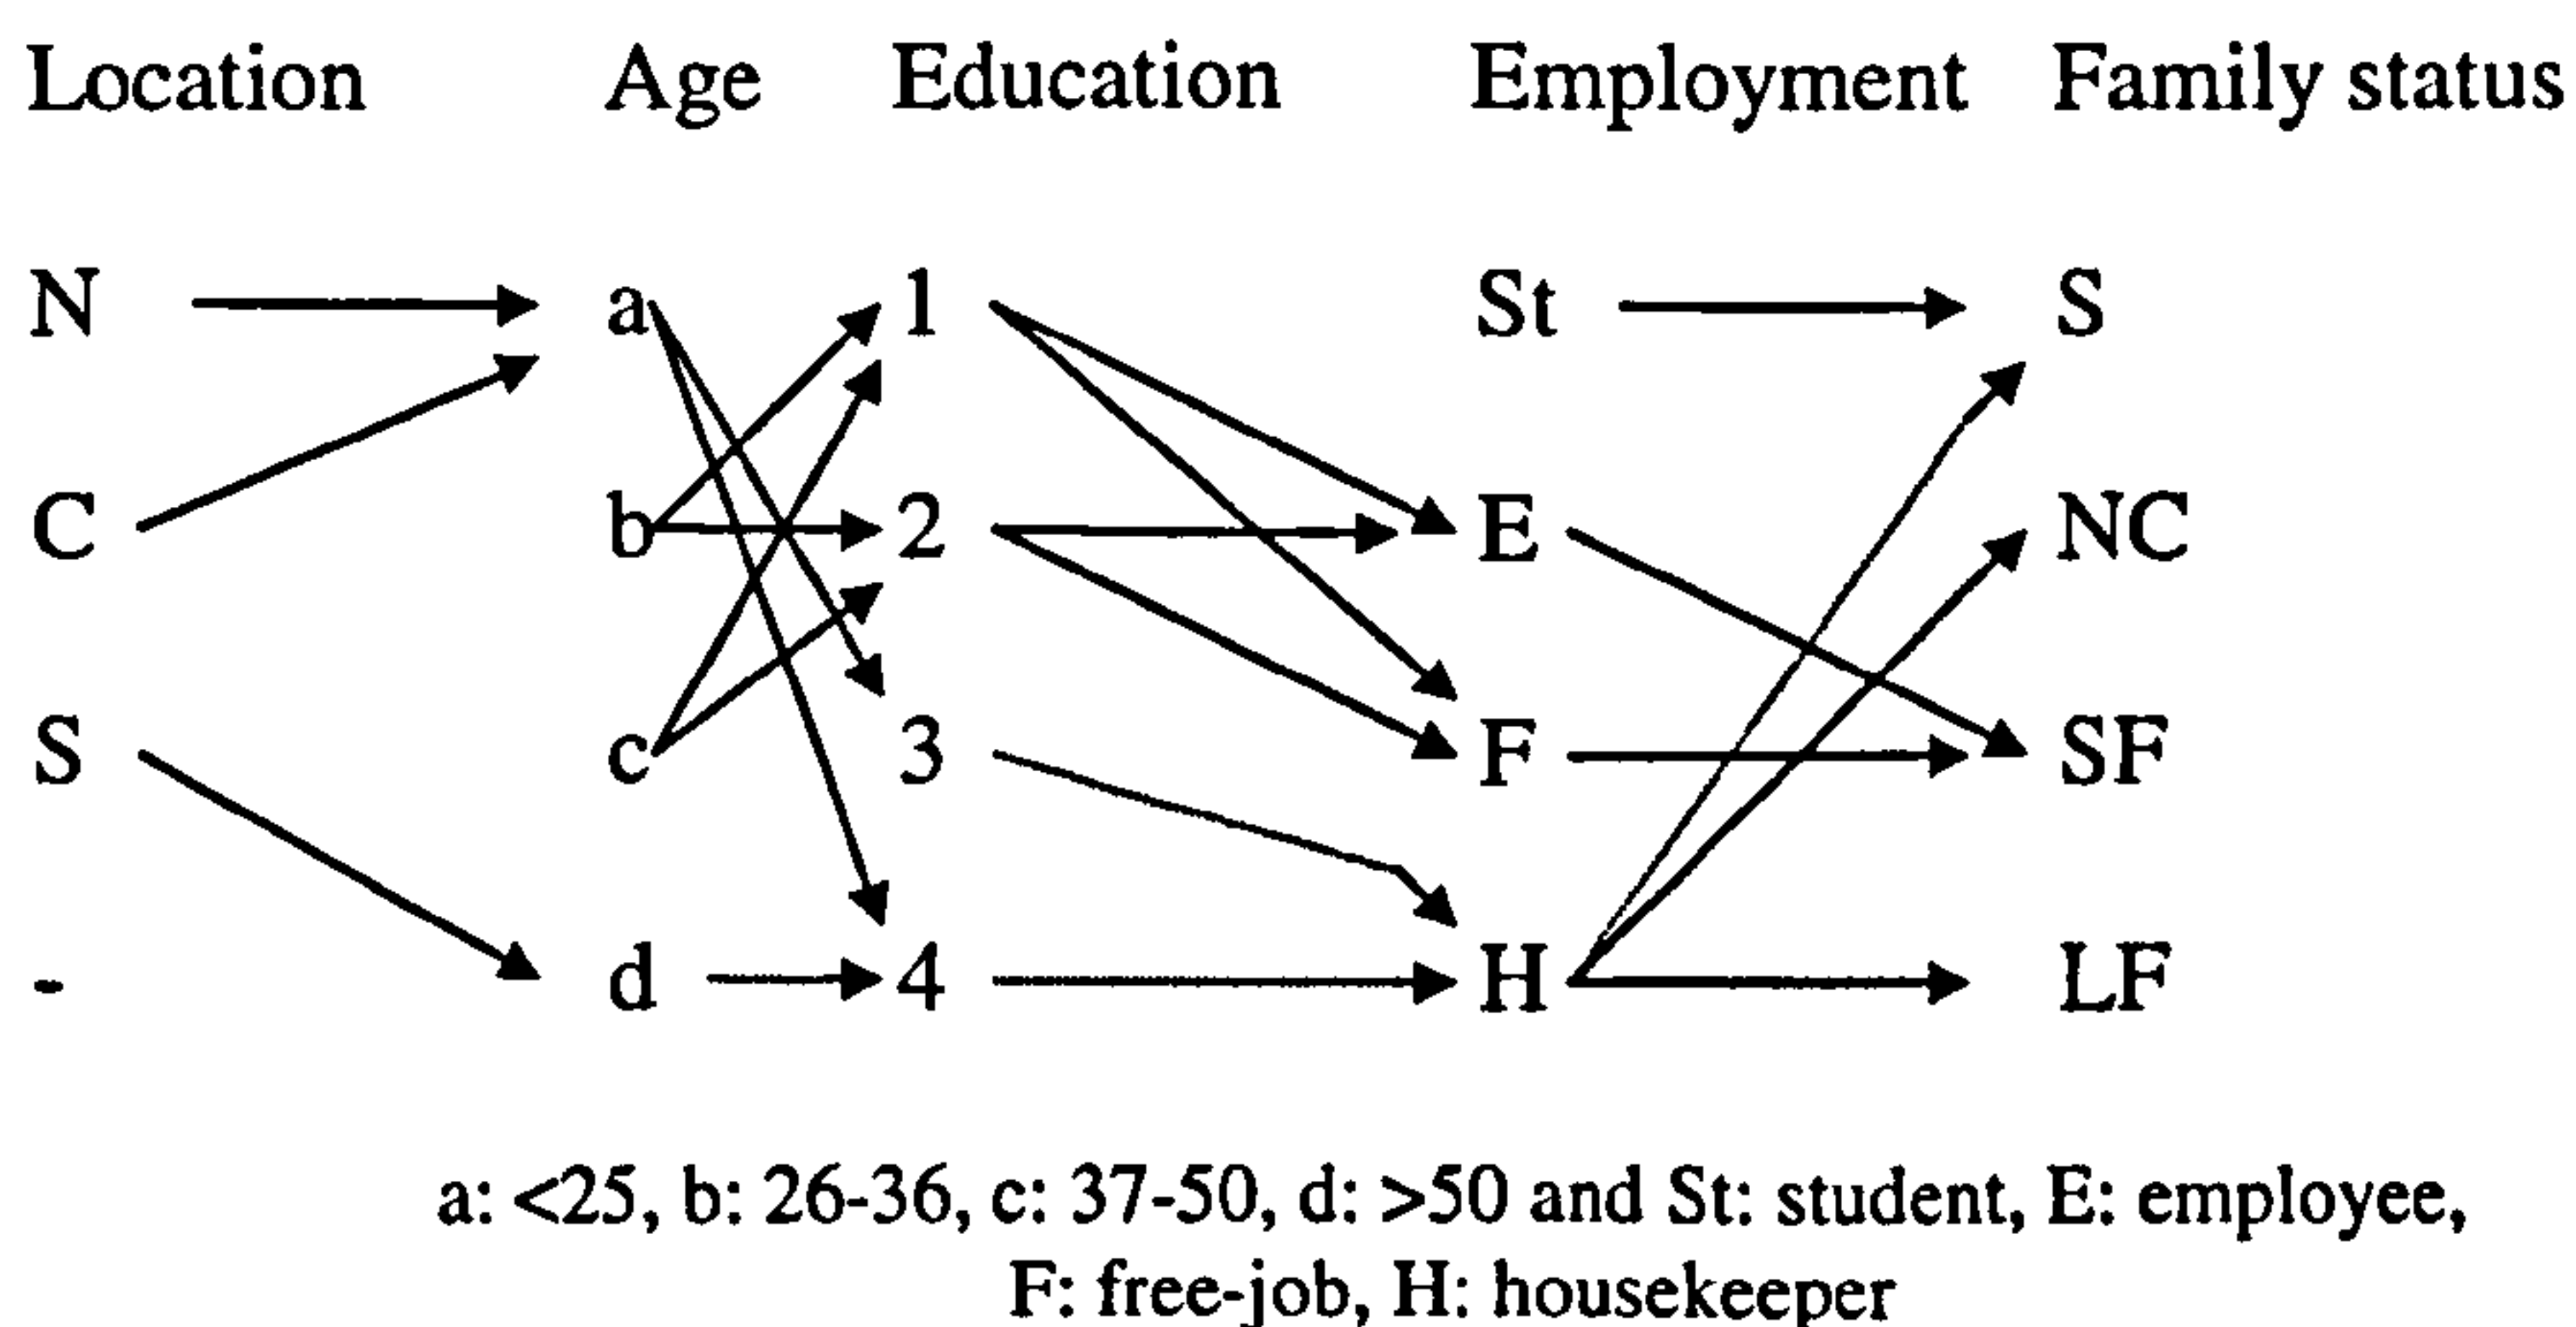 Location Age Education Employment Family status
N a 1 St S
C b 2 E NC
S c 3 F SF
- d 4 H LF
a: <25, b: 26-36, c: 37-50, d: >50 and St: student, E: employee,
F: free-job, H: housekeeper